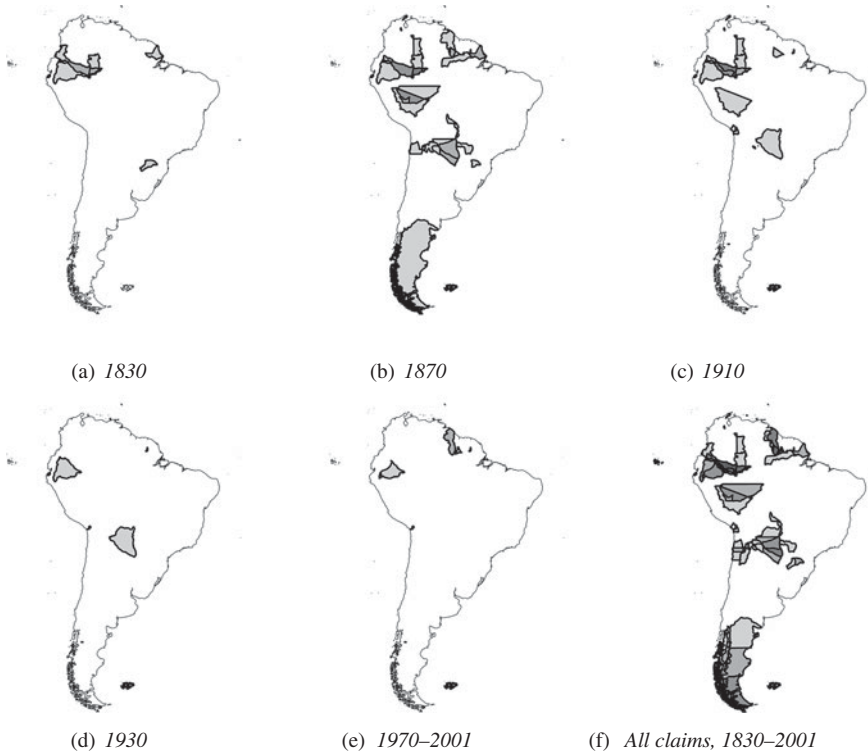 (a) 1830
(b) 1870
(c) 1910
(d) 1930
(e) 1970–2001
(f) All claims, 1830–2001